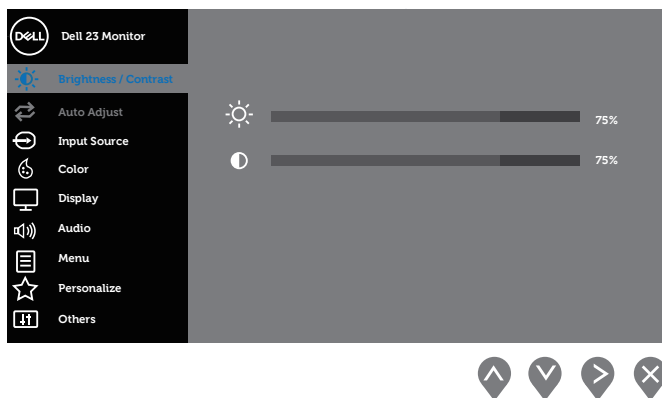 DELL
Dell 23 Monitor
Brightness / Contrast
Auto Adjust
75%
Input Source
75%
Color
Display
Audio
Menu
Personalize
Others